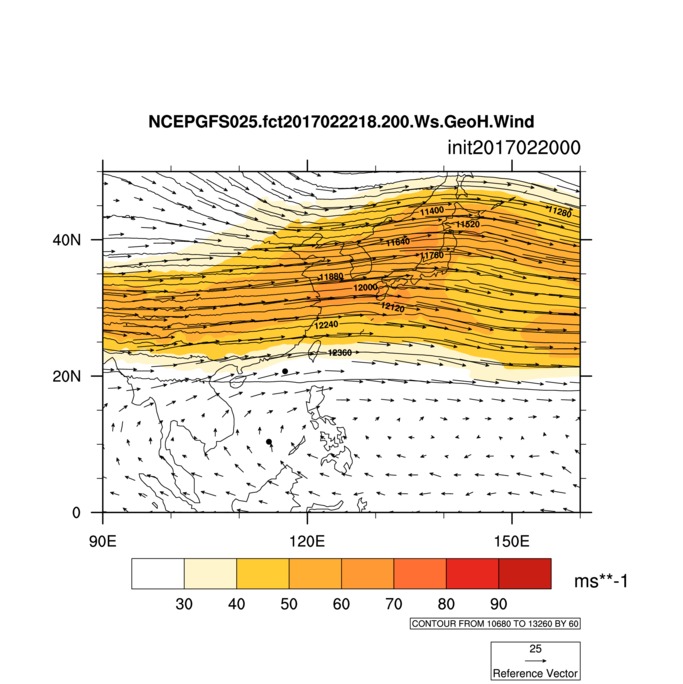 NCEPGFS025.fct2017022218.200.Ws.GeoH.Wind
init2017022000
11280
11400
11520
40N
11640
11760
11880
12000
12120
12240
12360
20N
0
90E 120E 150E
ms**-1
30 40 50 60 70 80 90
CONTOUR FROM 10680 TO 13260 BY 60
25
Reference Vector